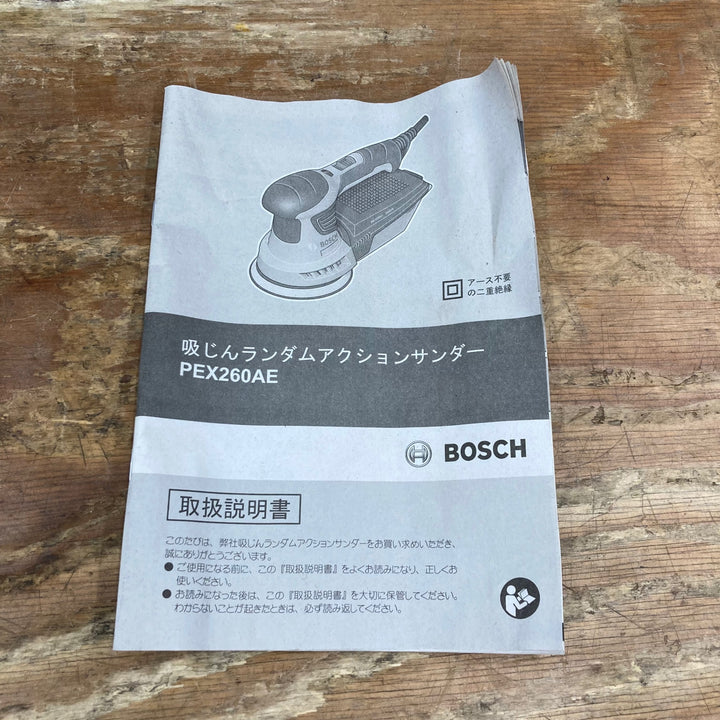 BOSCH
アース不要
の二重絶縁
吸じんランダムアクションサンダー
PEX260AE
BOSCH
取扱説明書
このたびは、弊社吸じんランダムアクションサンダーをお買い求めいただき、
誠にありがとうございます。
● ご使用になる前に、この『取扱説明書』をよくお読みになり、正しくお
使いください。
● お読みになった後は、この『取扱説明書』を大切に保管してください。
わからないことが起きたときは、必ず読み返してください。